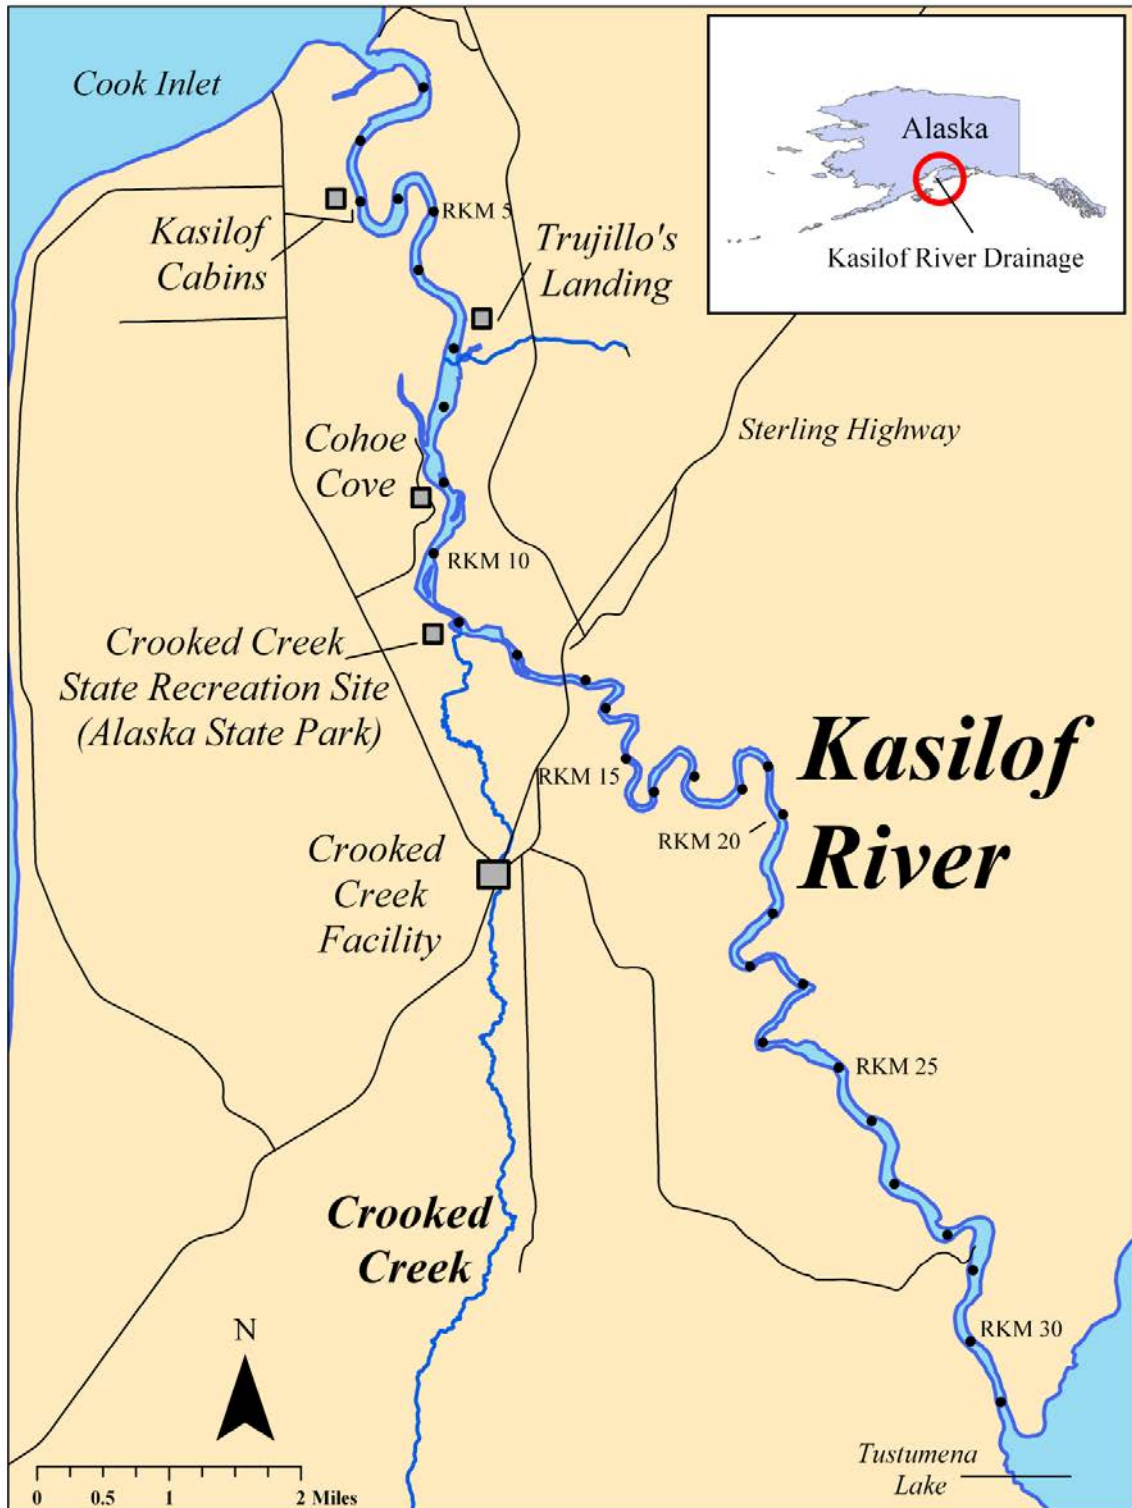 Cook Inlet
Alaska
Kasilof River Drainage
Kasilof
Cabins
RKM 5
Trujillo's
Landing
Sterling Highway
Cohoe
Cove
RKM 10
Crooked Creek
State Recreation Site
(Alaska State Park)
Kasilof
River
RKM 15
RKM 20
Crooked
Creek
Facility
RKM 25
Crooked
Creek
N
RKM 30
Tustumena
Lake
0 0.5 1 2 Miles